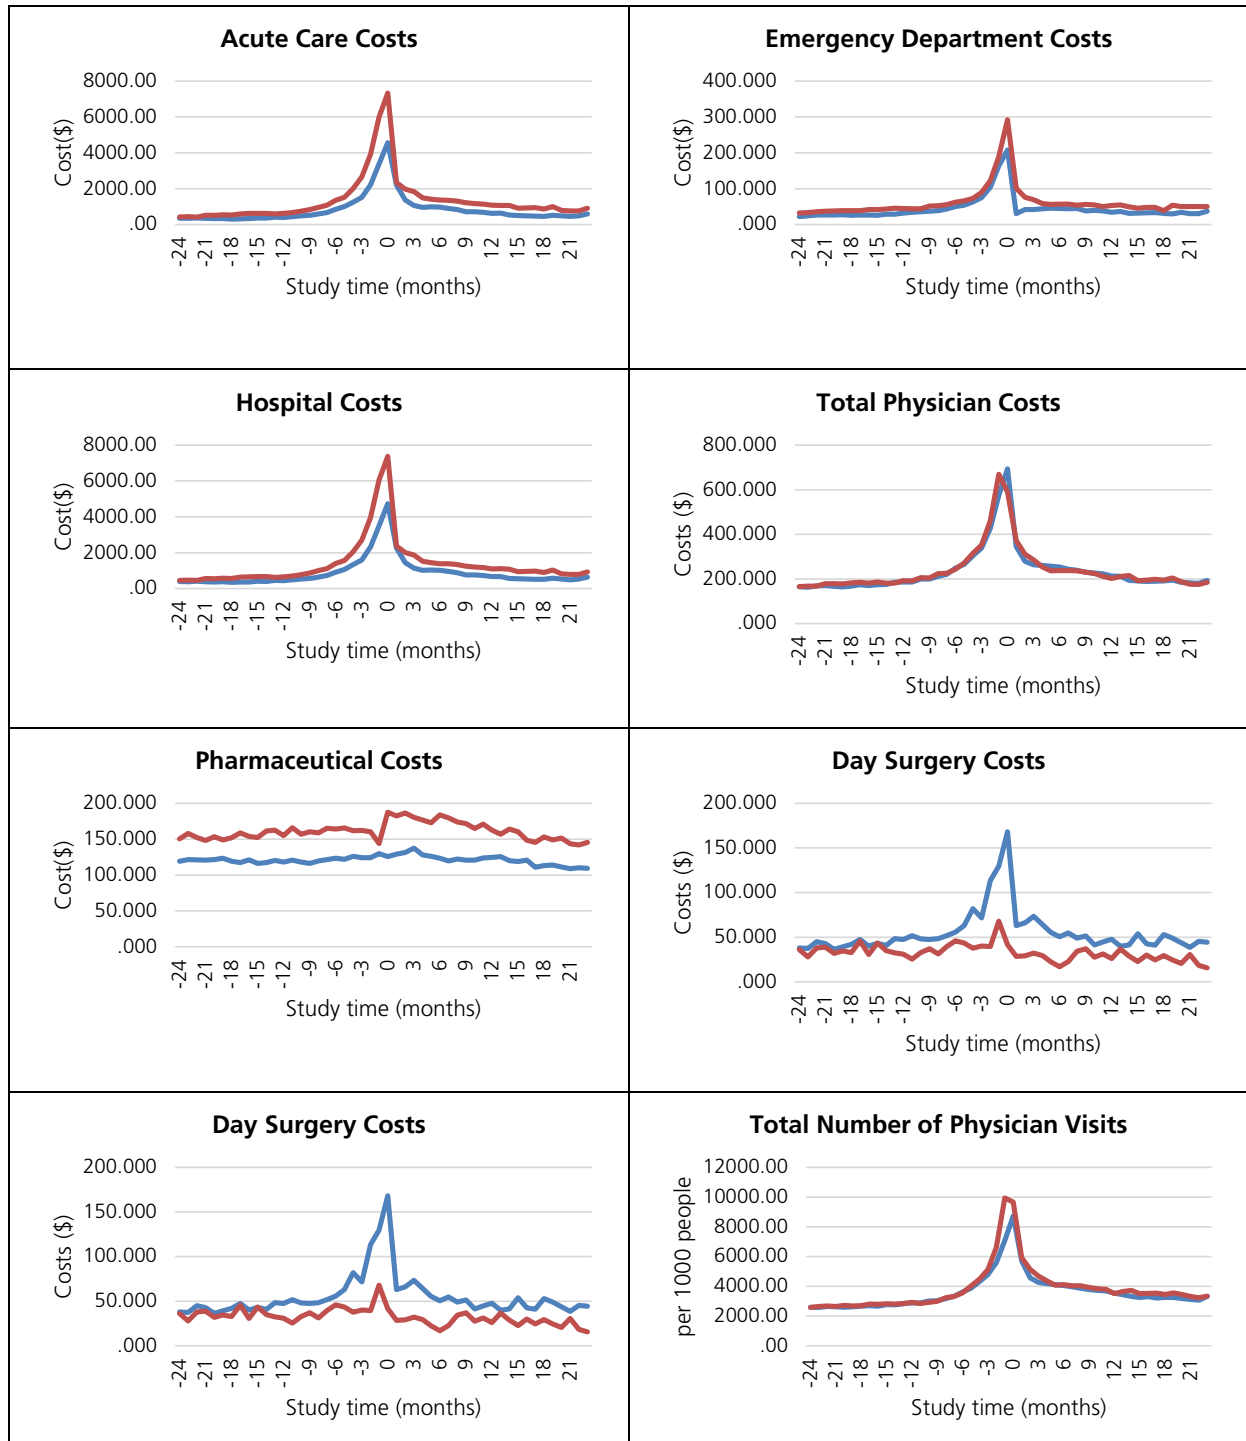 Acute Care Costs
8000.00
6000.00
4000.00
2000.00
.00
Cost($)
-24 -21 -18 -15 -12 -9 -6 -3 0 3 6 9 12 15 18 21
Study time (months)
Emergency Department Costs
400.000
300.000
200.000
100.000
.000
Cost($)
-24 -21 -18 -15 -12 -9 -6 -3 0 3 6 9 12 15 18 21
Study time (months)
Hospital Costs
8000.00
6000.00
4000.00
2000.00
.00
Cost($)
-24 -21 -18 -15 -12 -9 -6 -3 0 3 6 9 12 15 18 21
Study time (months)
Total Physician Costs
800.000
600.000
400.000
200.000
.000
Costs ($)
-24 -21 -18 -15 -12 -9 -6 -3 0 3 6 9 12 15 18 21
Study time (months)
Pharmaceutical Costs
200.000
150.000
100.000
50.000
.000
Cost($)
-24 -21 -18 -15 -12 -9 -6 -3 0 3 6 9 12 15 18 21
Study time (months)
Day Surgery Costs
200.000
150.000
100.000
50.000
.000
Costs ($)
-24 -21 -18 -15 -12 -9 -6 -3 0 3 6 9 12 15 18 21
Study time (months)
Day Surgery Costs
200.000
150.000
100.000
50.000
.000
Costs ($)
-24 -21 -18 -15 -12 -9 -6 -3 0 3 6 9 12 15 18 21
Study time (months)
Total Number of Physician Visits
12000.00
10000.00
8000.00
6000.00
4000.00
2000.00
.00
per 1000 people
-24 -21 -18 -15 -12 -9 -6 -3 0 3 6 9 12 15 18 21
Study time (months)